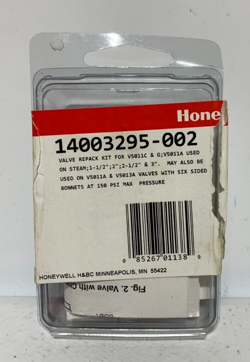 Hone
14003295-002
VALVE REPACK KIT FOR V5011C & G;V5011A USED
ON STEAM;1-1/2";2";2-1/2" & 3". MAY ALSO BE
USED ON V5011A & V5013A VALVES WITH SIX SIDED
BONNETS AT 150 PSI MAX PRESSURE
0 85267 01138 9
HONEYWELL H&BC MINNEAPOLIS, MN 55422
Fig. 2. Valve with